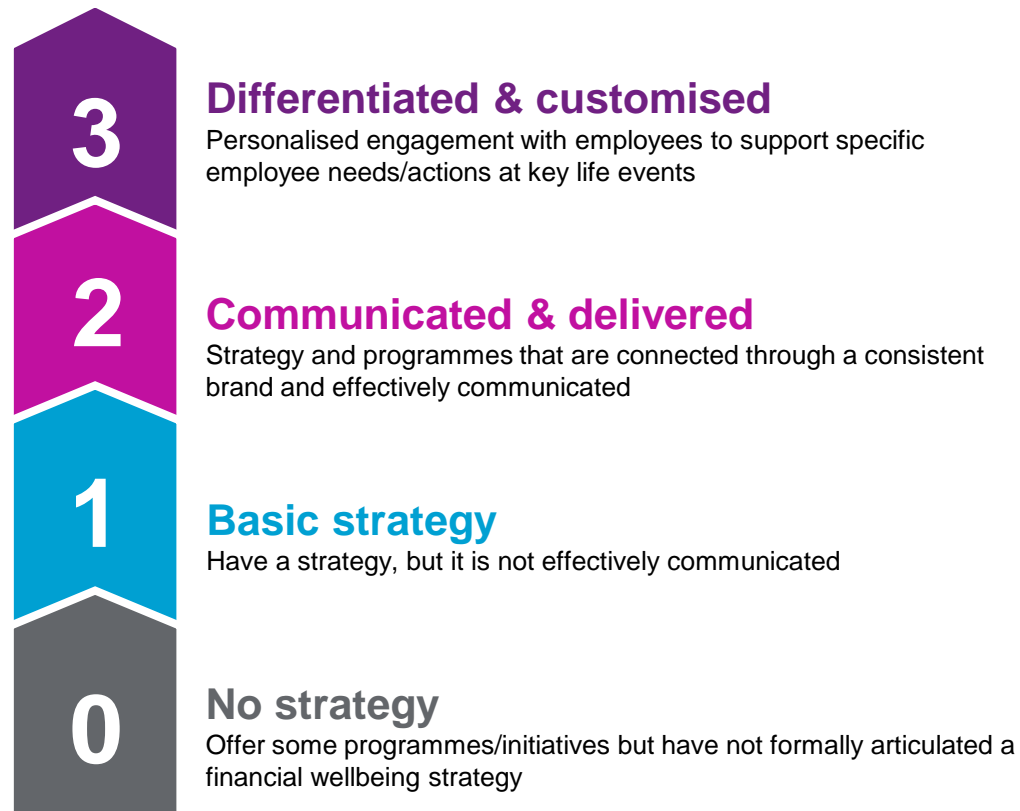 3
Differentiated & customised
Personalised engagement with employees to support specific
employee needs/actions at key life events
2
Communicated & delivered
Strategy and programmes that are connected through a consistent
brand and effectively communicated
1
Basic strategy
Have a strategy, but it is not effectively communicated
0
No strategy
Offer some programmes/initiatives but have not formally articulated a
financial wellbeing strategy